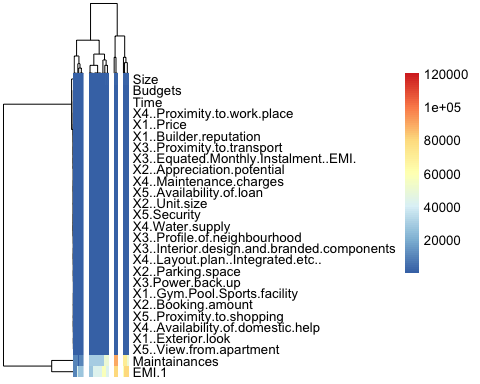 Size
Budgets
Time
X4..Proximity.to.work.place
X1..Price
X1..Builder.reputation
X3..Proximity.to.transport
X3..Equated.Monthly.Instalment..EMI.
X2..Appreciation.potential
X4..Maintenance.charges
X5..Availability.of.loan
X2..Unit.size
X5.Security
X4.Water.supply
X3..Profile.of.neighbourhood
X3..Interior.design.and.branded.components
X4..Layout.plan..Integrated.etc..
X2..Parking.space
X3.Power.back.up
X1..Gym.Pool.Sports.facility
X2..Booking.amount
X5..Proximity.to.shopping
X4..Availability.of.domestic.help
X1..Exterior.look
X5..View.from.apartment
Maintainances
EMI.1
120000
1e+05
80000
60000
40000
20000